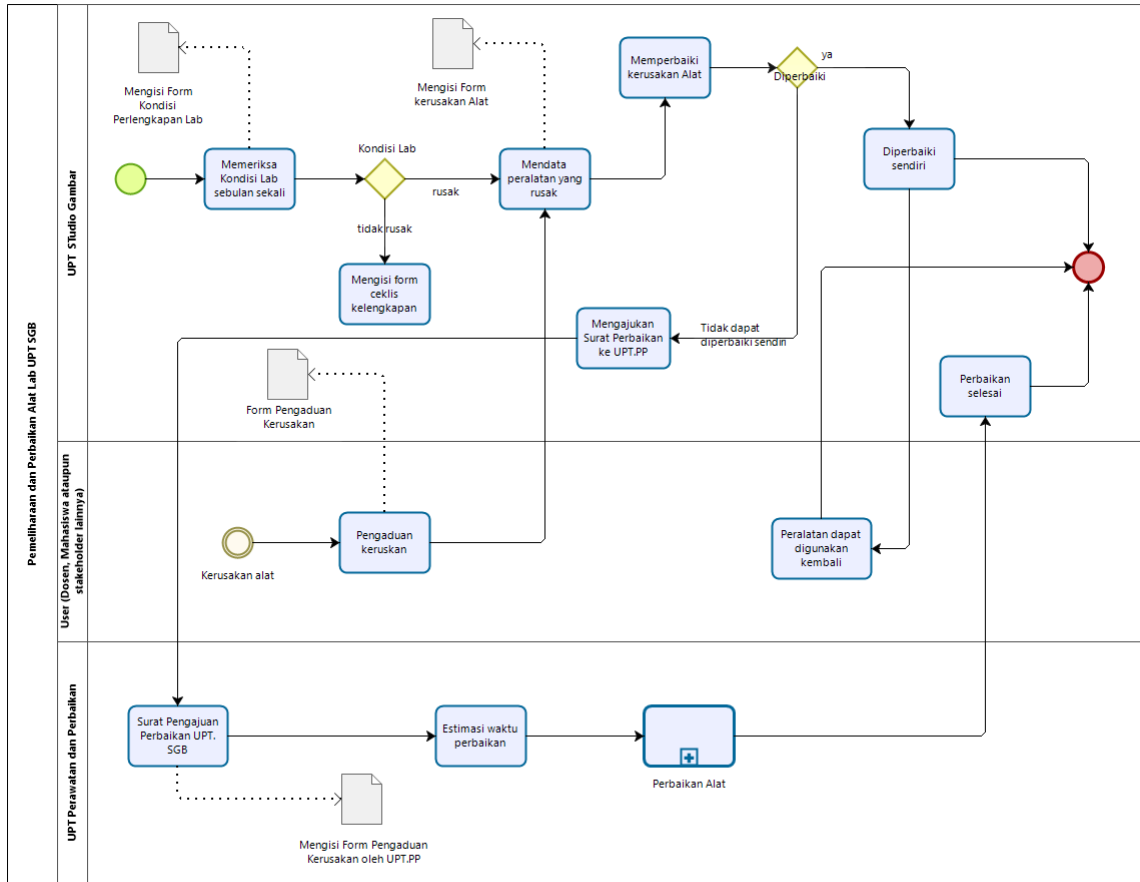 Pemeliharaan dan Perbaikan Alat Lab UPT SGB
UPT STudio Gambar
Mengisi Form
Kondisi
Perlengkapan Lab
Mengisi Form
kerusakan Alat
Memperbaiki
kerusakan Alat
Diperbaiki
ya
Memeriksa
Kondisi Lab
sebulan sekali
Kondisi Lab
rusak
tidak rusak
Mendata
peralatan yang
rusak
Diperbaiki
sendiri
Mengisi form
ceklis
kelengkapan
Mengajukan
Surat Perbaikan
ke UPT.PP
Tidak dapat
diperbaiki sendiri
Perbaikan
selesai
Form Pengaduan
Kerusakan
User (Dosen, Mahasiswa ataupun
stakeholder lainnya)
Kerusakan alat
Pengaduan
keruskan
Peralatan dapat
digunakan
kembali
UPT Perawatan dan Perbaikan
Surat Pengajuan
Perbaikan UPT.
SGB
Estimasi waktu
perbaikan
Perbaikan Alat
Mengisi Form Pengaduan
Kerusakan oleh UPT.PP